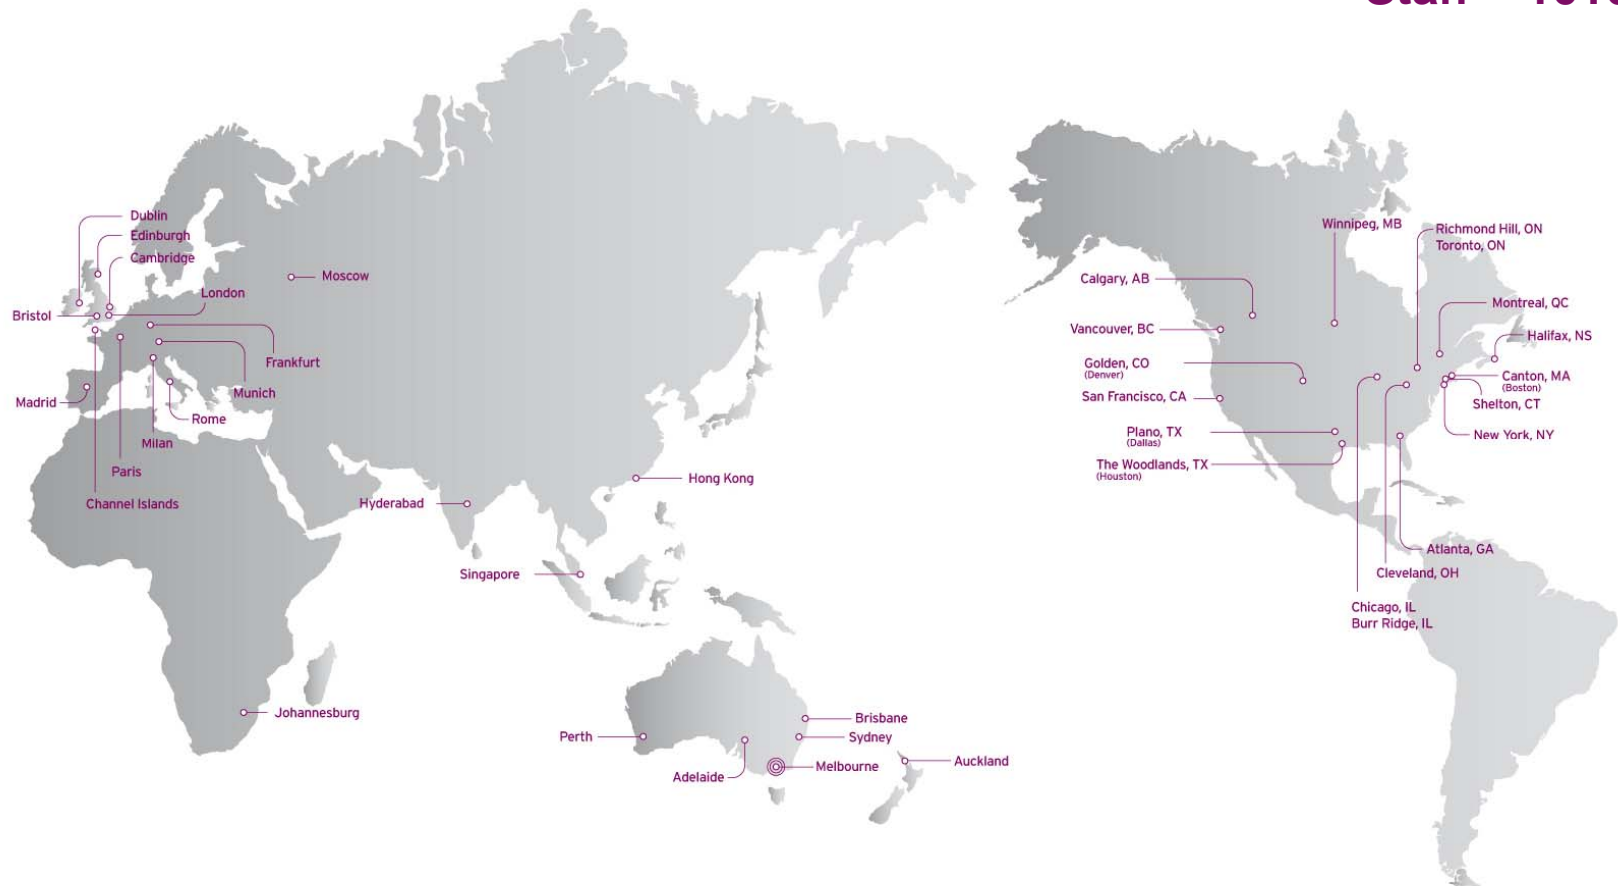 Dublin
Edinburgh
Cambridge
London
Moscow
Bristol
Frankfurt
Munich
Madrid
Rome
Milan
Paris
Channel Islands
Hong Kong
Hyderabad
Singapore
Johannesburg
Perth
Brisbane
Sydney
Melbourne
Adelaide
Auckland
Winnipeg, MB
Richmond Hill, ON
Toronto, ON
Calgary, AB
Montreal, QC
Vancouver, BC
Halifax, NS
Golden, CO
(Denver)
Canton, MA
(Boston)
San Francisco, CA
Shelton, CT
Plano, TX
(Dallas)
New York, NY
The Woodlands, TX
(Houston)
Atlanta, GA
Cleveland, OH
Chicago, IL
Burr Ridge, IL